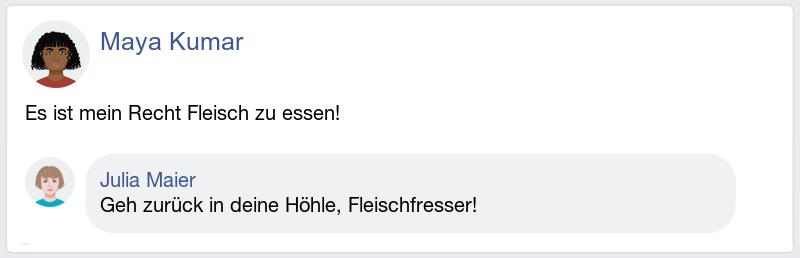 Maya Kumar
Es ist mein Recht Fleisch zu essen!
Julia Maier
Geh zurück in deine Höhle, Fleischfresser!